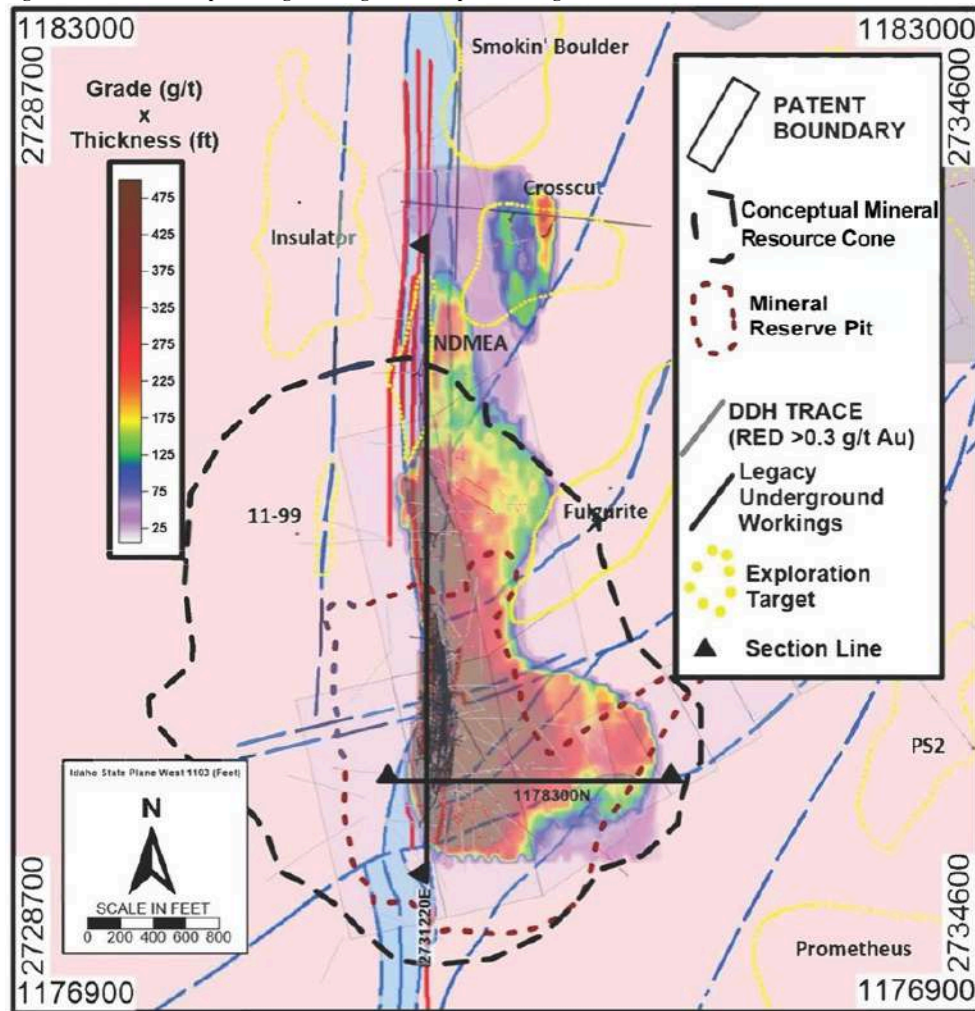 1183000
1183000
2728700
2734600
Smokin' Boulder
Grade (g/t)
x
Thickness (ft)
475
425
375
325
275
225
175
125
75
25
PATENT
BOUNDARY
Conceptual Mineral
Resource Cone
Mineral
Reserve Pit
DDH TRACE
(RED >0.3 g/t Au)
Legacy
Underground
Workings
Exploration
Target
Section Line
Crosscut
Insulator
NDMEA
11-99
Fulgurite
PS2
1178300N
2731220E
Prometheus
Idaho State Plane West 1103 (Feet)
N
SCALE IN FEET
0 200 400 600 800
2728700
2734600
1176900
1176900